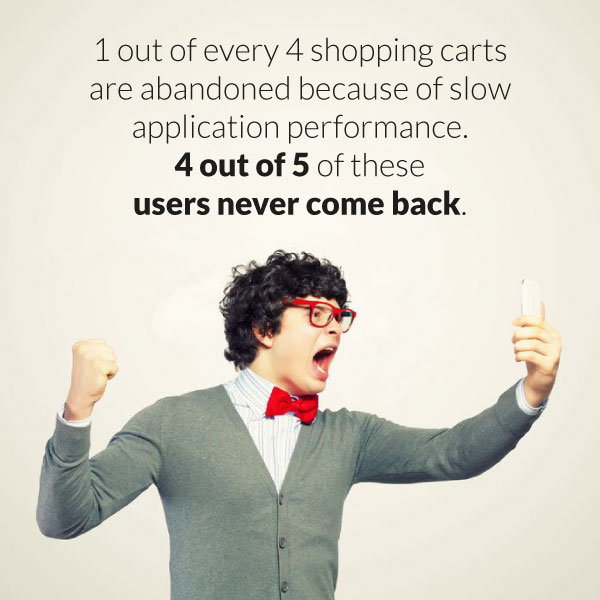 1 out of every 4 shopping carts
are abandoned because of slow
application performance.
4 out of 5 of these
users never come back.